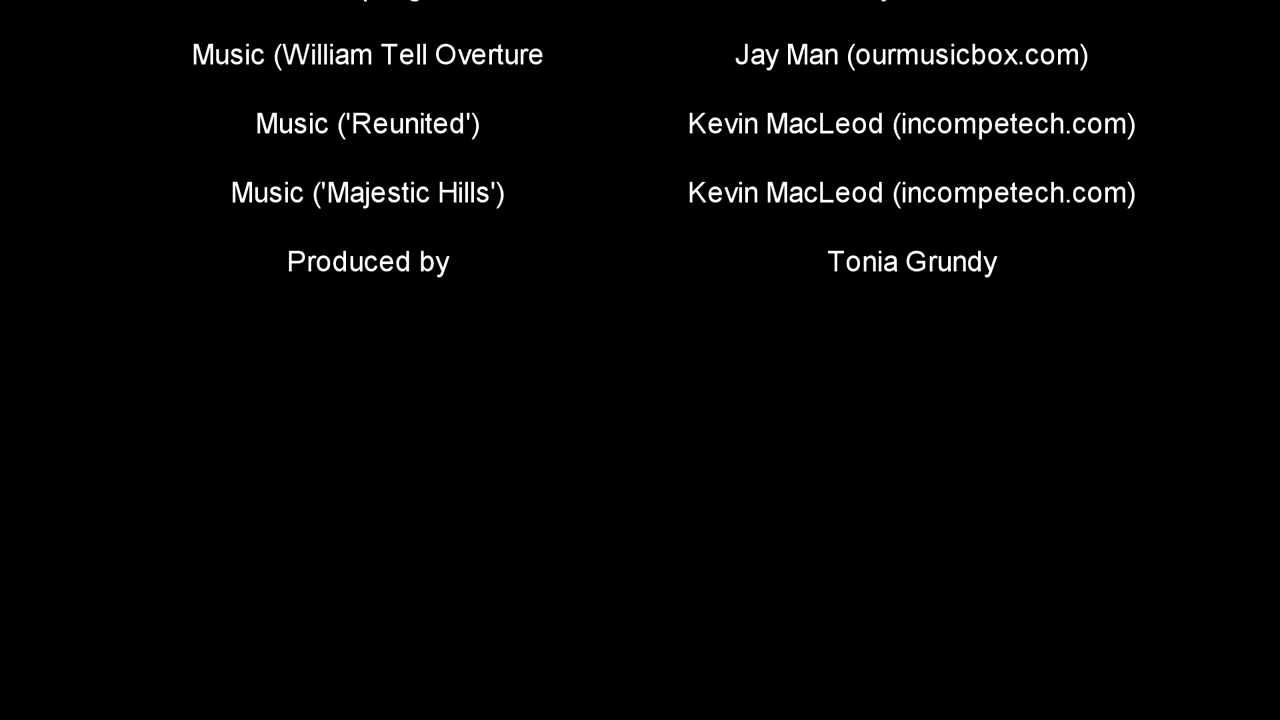 Music (William Tell Overture Jay Man (ourmusicbox.com)
Music ('Reunited') Kevin MacLeod (incompetech.com)
Music ('Majestic Hills') Kevin MacLeod (incompetech.com)
Produced by Tonia Grundy